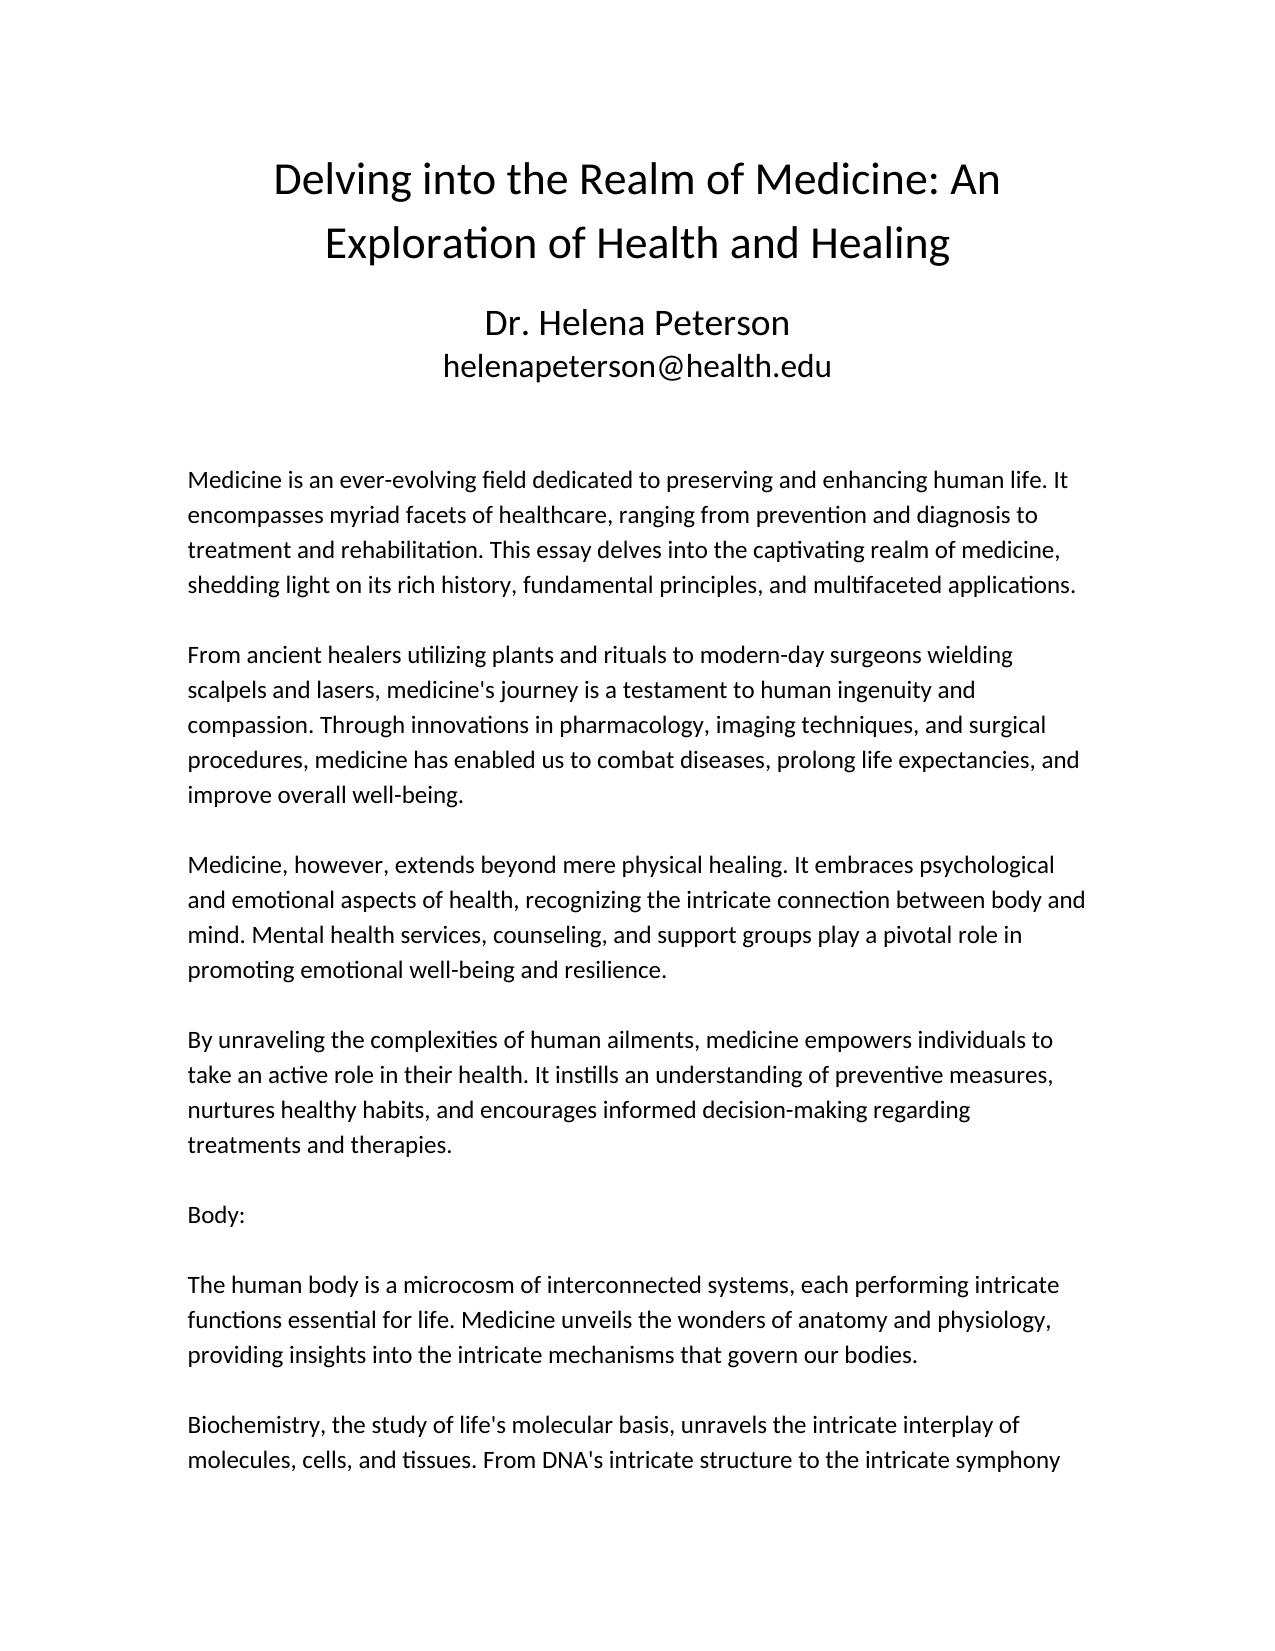 Delving into the Realm of Medicine: An
Exploration of Health and Healing
Dr. Helena Peterson
helenapeterson@health.edu
Medicine is an ever-evolving field dedicated to preserving and enhancing human life. It
encompasses myriad facets of healthcare, ranging from prevention and diagnosis to
treatment and rehabilitation. This essay delves into the captivating realm of medicine,
shedding light on its rich history, fundamental principles, and multifaceted applications.
From ancient healers utilizing plants and rituals to modern-day surgeons wielding
scalpels and lasers, medicine's journey is a testament to human ingenuity and
compassion. Through innovations in pharmacology, imaging techniques, and surgical
procedures, medicine has enabled us to combat diseases, prolong life expectancies, and
improve overall well-being.
Medicine, however, extends beyond mere physical healing. It embraces psychological
and emotional aspects of health, recognizing the intricate connection between body and
mind. Mental health services, counseling, and support groups play a pivotal role in
promoting emotional well-being and resilience.
By unraveling the complexities of human ailments, medicine empowers individuals to
take an active role in their health. It instills an understanding of preventive measures,
nurtures healthy habits, and encourages informed decision-making regarding
treatments and therapies.
Body:
The human body is a microcosm of interconnected systems, each performing intricate
functions essential for life. Medicine unveils the wonders of anatomy and physiology,
providing insights into the intricate mechanisms that govern our bodies.
Biochemistry, the study of life's molecular basis, unravels the intricate interplay of
molecules, cells, and tissues. From DNA's intricate structure to the intricate symphony